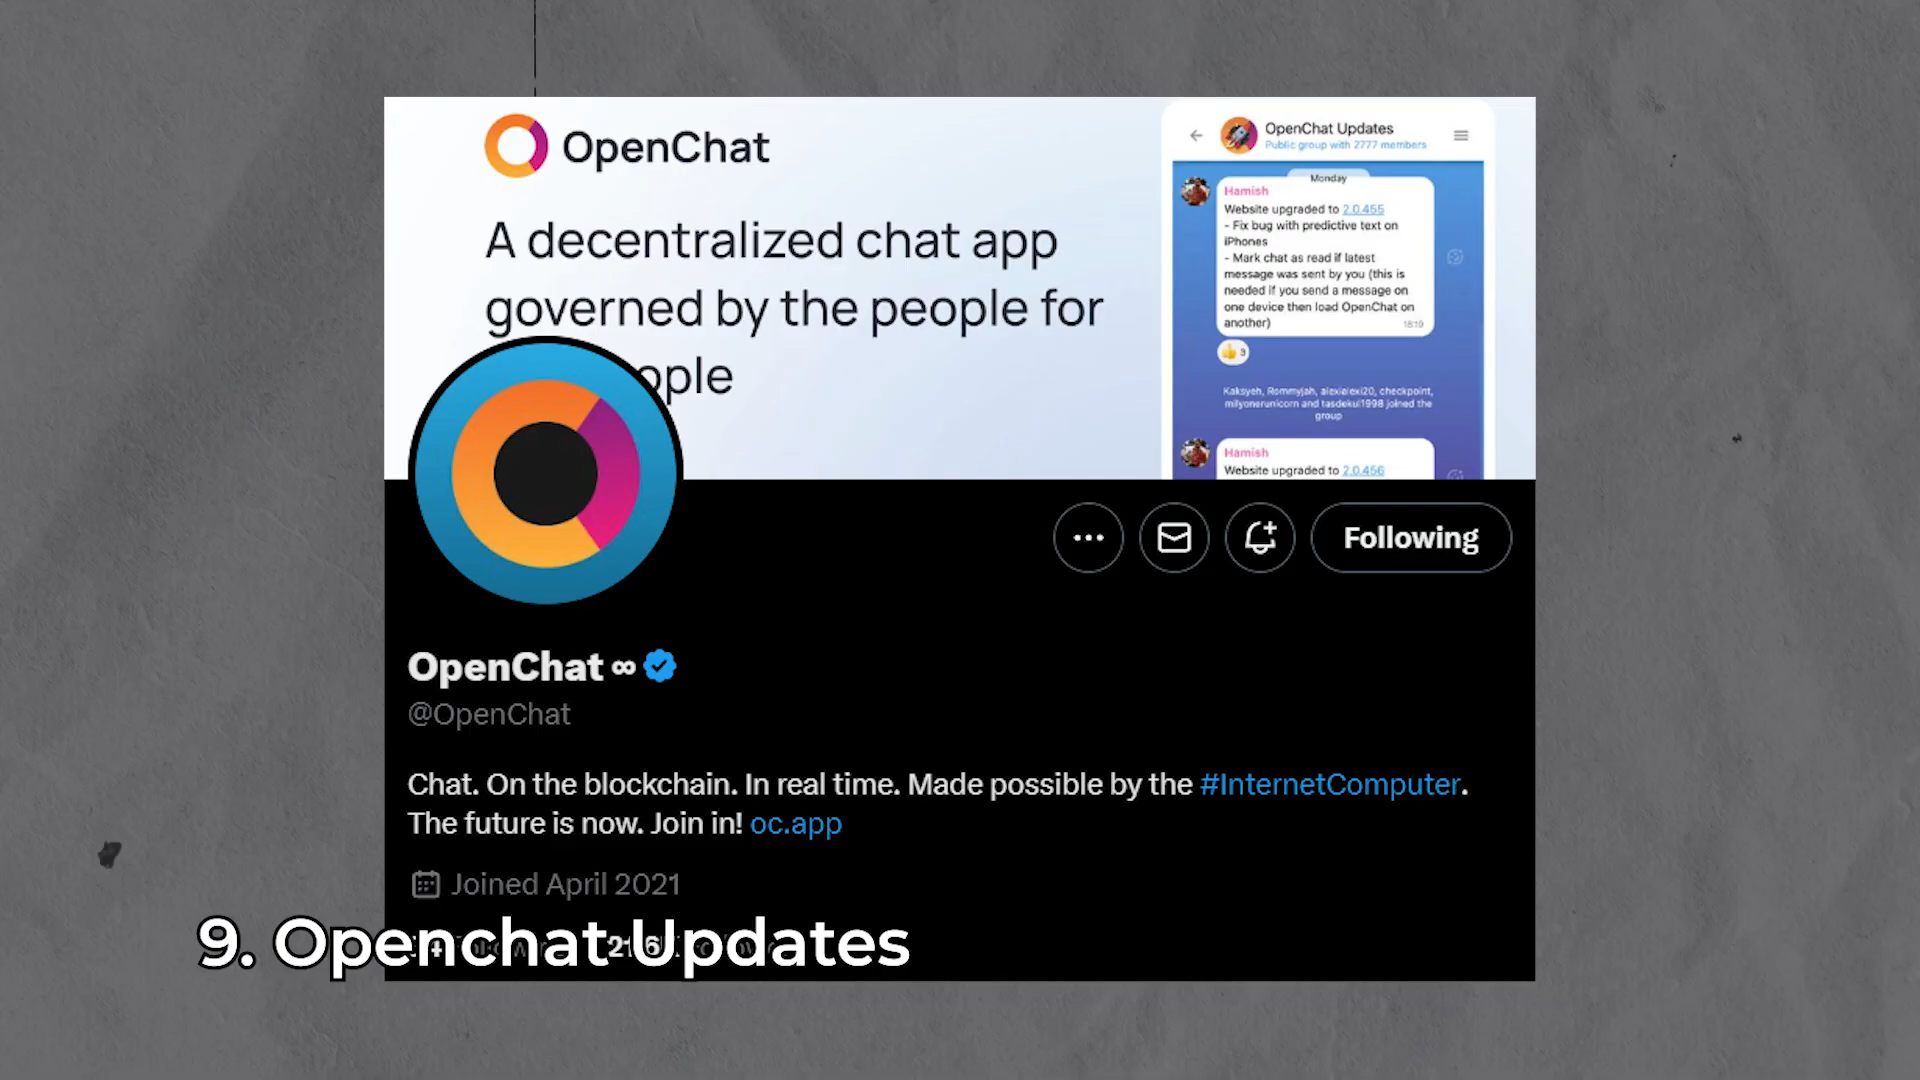 OpenChat
A decentralized chat app
governed by the people for
ople
OpenChat Updates
Public group with 2777 members
Monday
Hamish
Website upgraded to 2.0.455
- Fix bug with predictive text on
iPhones
- Mark chat as read if latest
message was sent by you (this is
needed if you send a message on
one device then load OpenChat on
another)
18:19
3
Kaksyeh, Rommyjah, alexialexi20, checkpoint,
milyonerunicorn and tasdekul1998 joined the
group
Hamish
Website upgraded to 2.0.456
Following
OpenChat ∞
@OpenChat
Chat. On the blockchain. In real time. Made possible by the #InternetComputer.
The future is now. Join in! oc.app
Joined April 2021
9. Openchat Updates